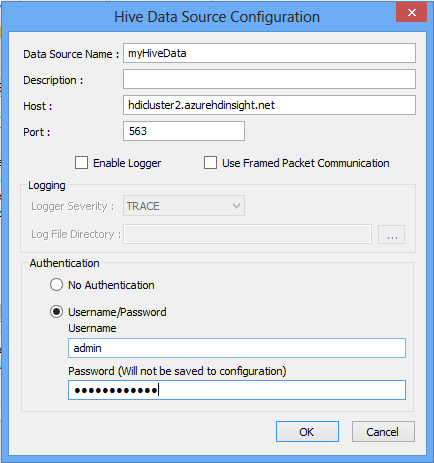 Hive Data Source Configuration
Data Source Name : myHiveData
Description :
Host : hdicluster2.azurehdinsight.net
Port : 563
Enable Logger Use Framed Packet Communication
Logging
Logger Severity : TRACE
Log File Directory : ...
Authentication
No Authentication
Username/Password
Username
admin
Password (Will not be saved to configuration)
●●●●●●●●●●●●
OK Cancel